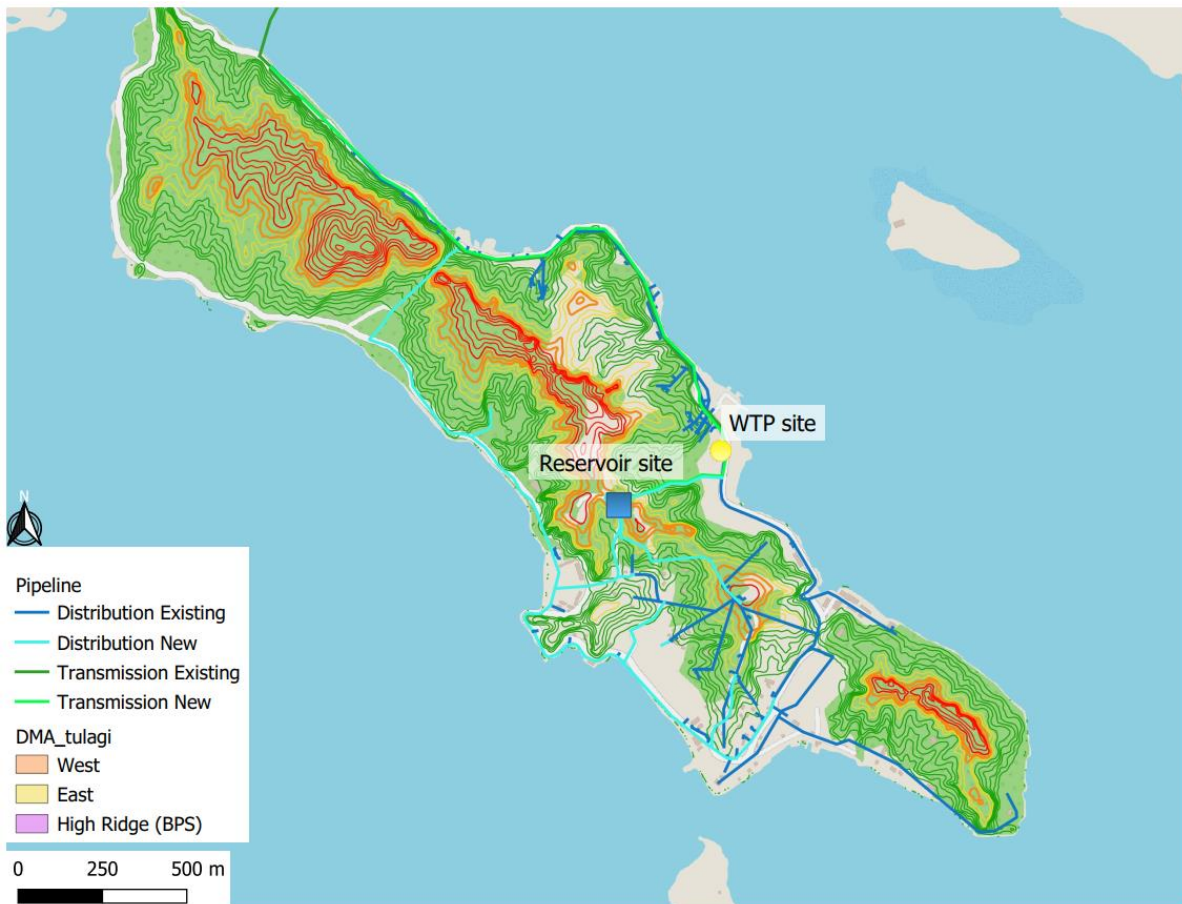 WTP site
Reservoir site
N
Pipeline
Distribution Existing
Distribution New
Transmission Existing
Transmission New
DMA_tulagi
West
East
High Ridge (BPS)
0 250 500 m